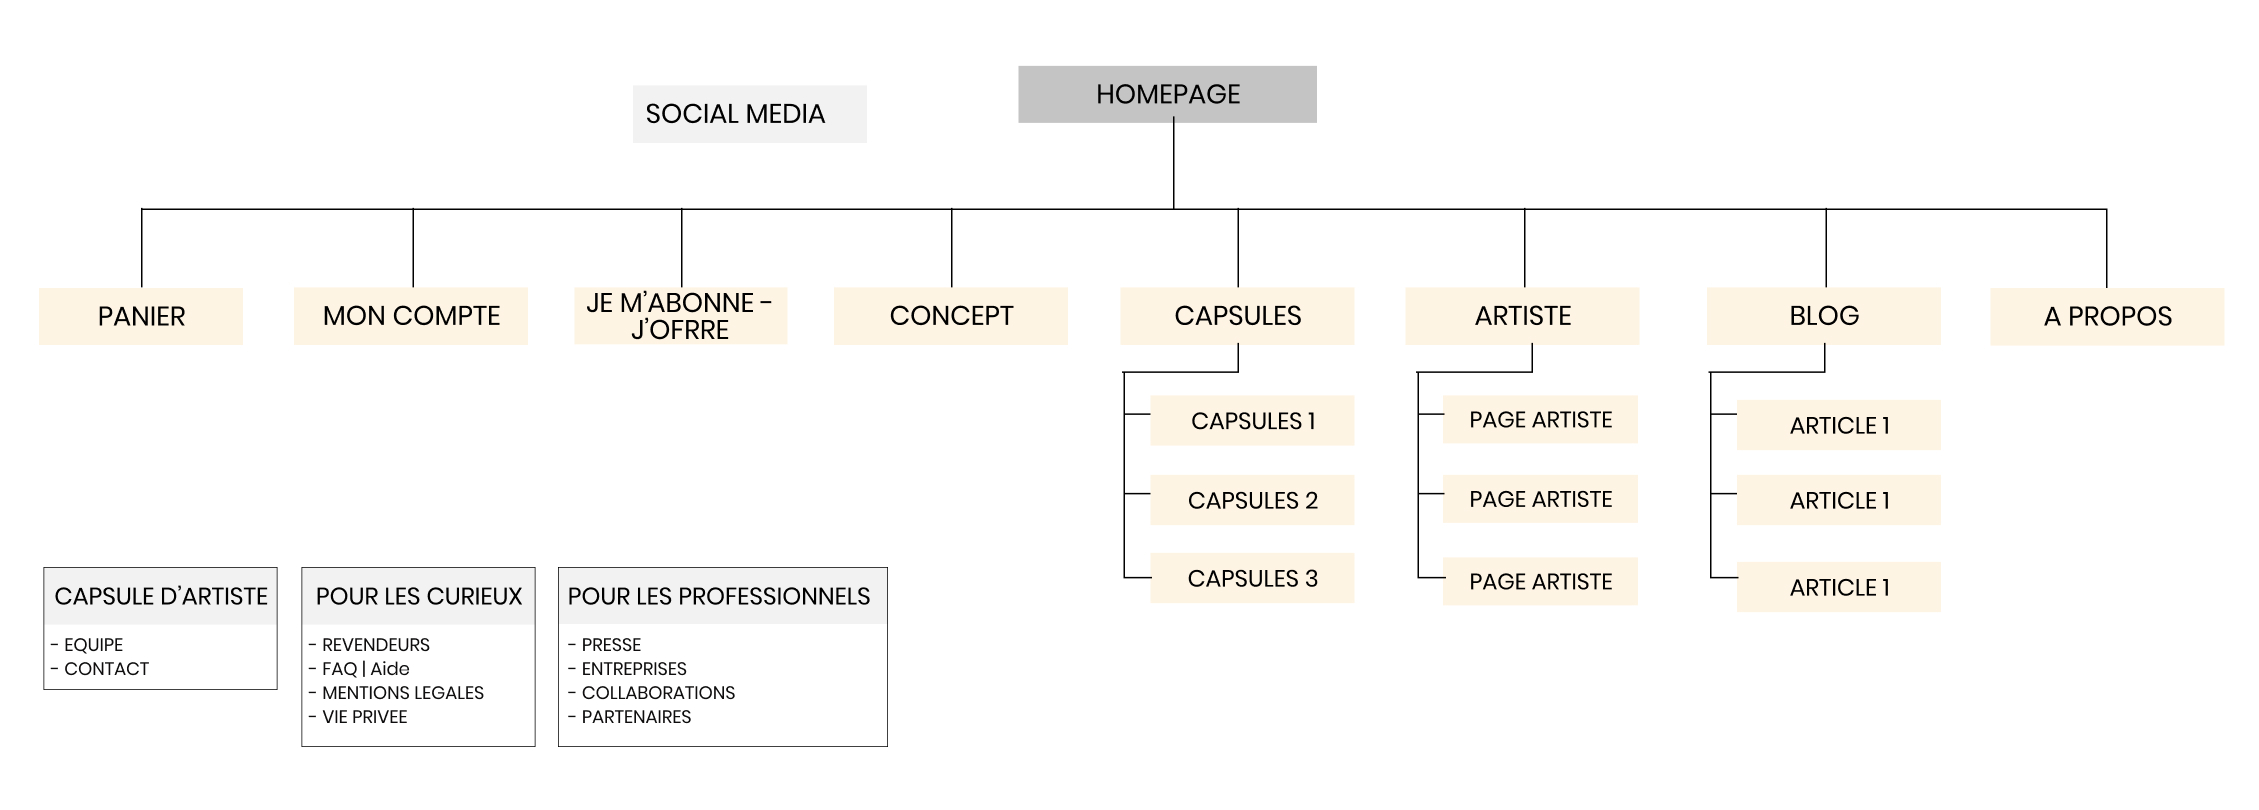 HOMEPAGE
SOCIAL MEDIA
PANIER
MON COMPTE
JE M’ABONNE -
J’OFRRE
CONCEPT
CAPSULES
ARTISTE
BLOG
A PROPOS
CAPSULES 1
CAPSULES 2
CAPSULES 3
PAGE ARTISTE
PAGE ARTISTE
PAGE ARTISTE
ARTICLE 1
ARTICLE 1
ARTICLE 1
CAPSULE D’ARTISTE
- EQUIPE
- CONTACT
POUR LES CURIEUX
- REVENDEURS
- FAQ | Aide
- MENTIONS LEGALES
- VIE PRIVEE
POUR LES PROFESSIONNELS
- PRESSE
- ENTREPRISES
- COLLABORATIONS
- PARTENAIRES